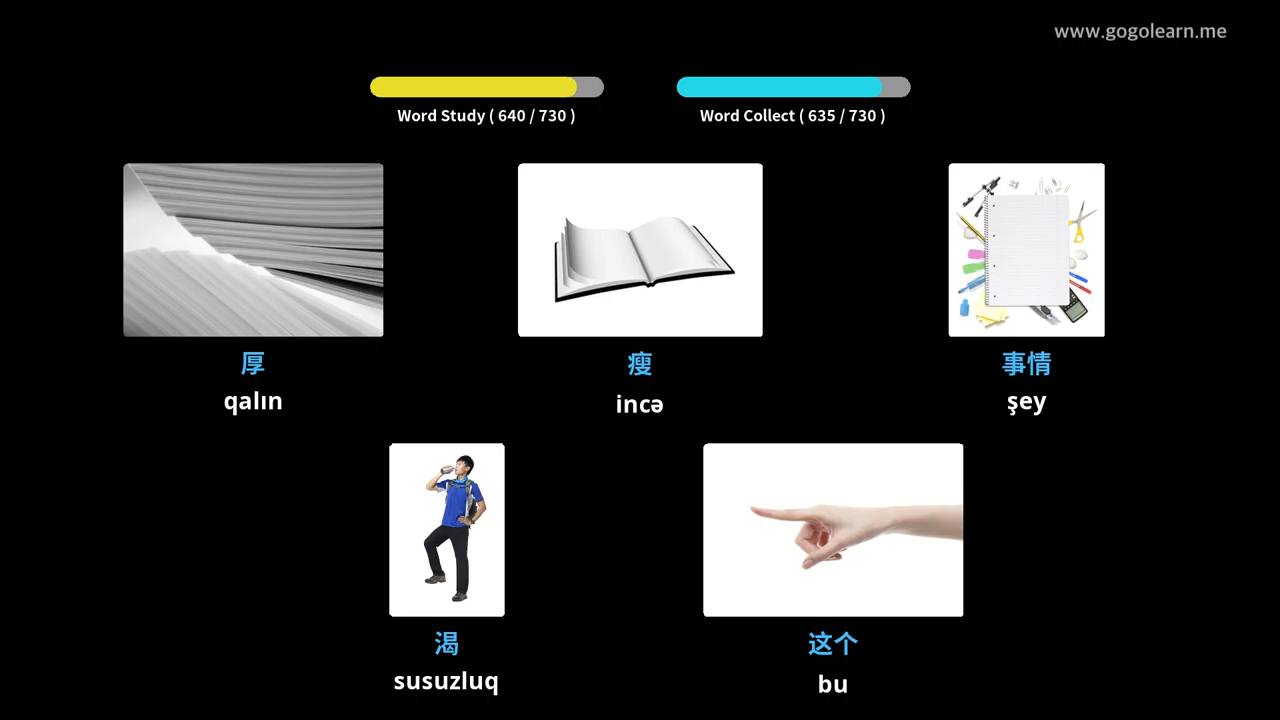 www.gogolearn.me
Word Study ( 640 / 730 )
Word Collect ( 635 / 730 )
厚
qalın
瘦
incə
事情
şey
渴
susuzluq
这个
bu